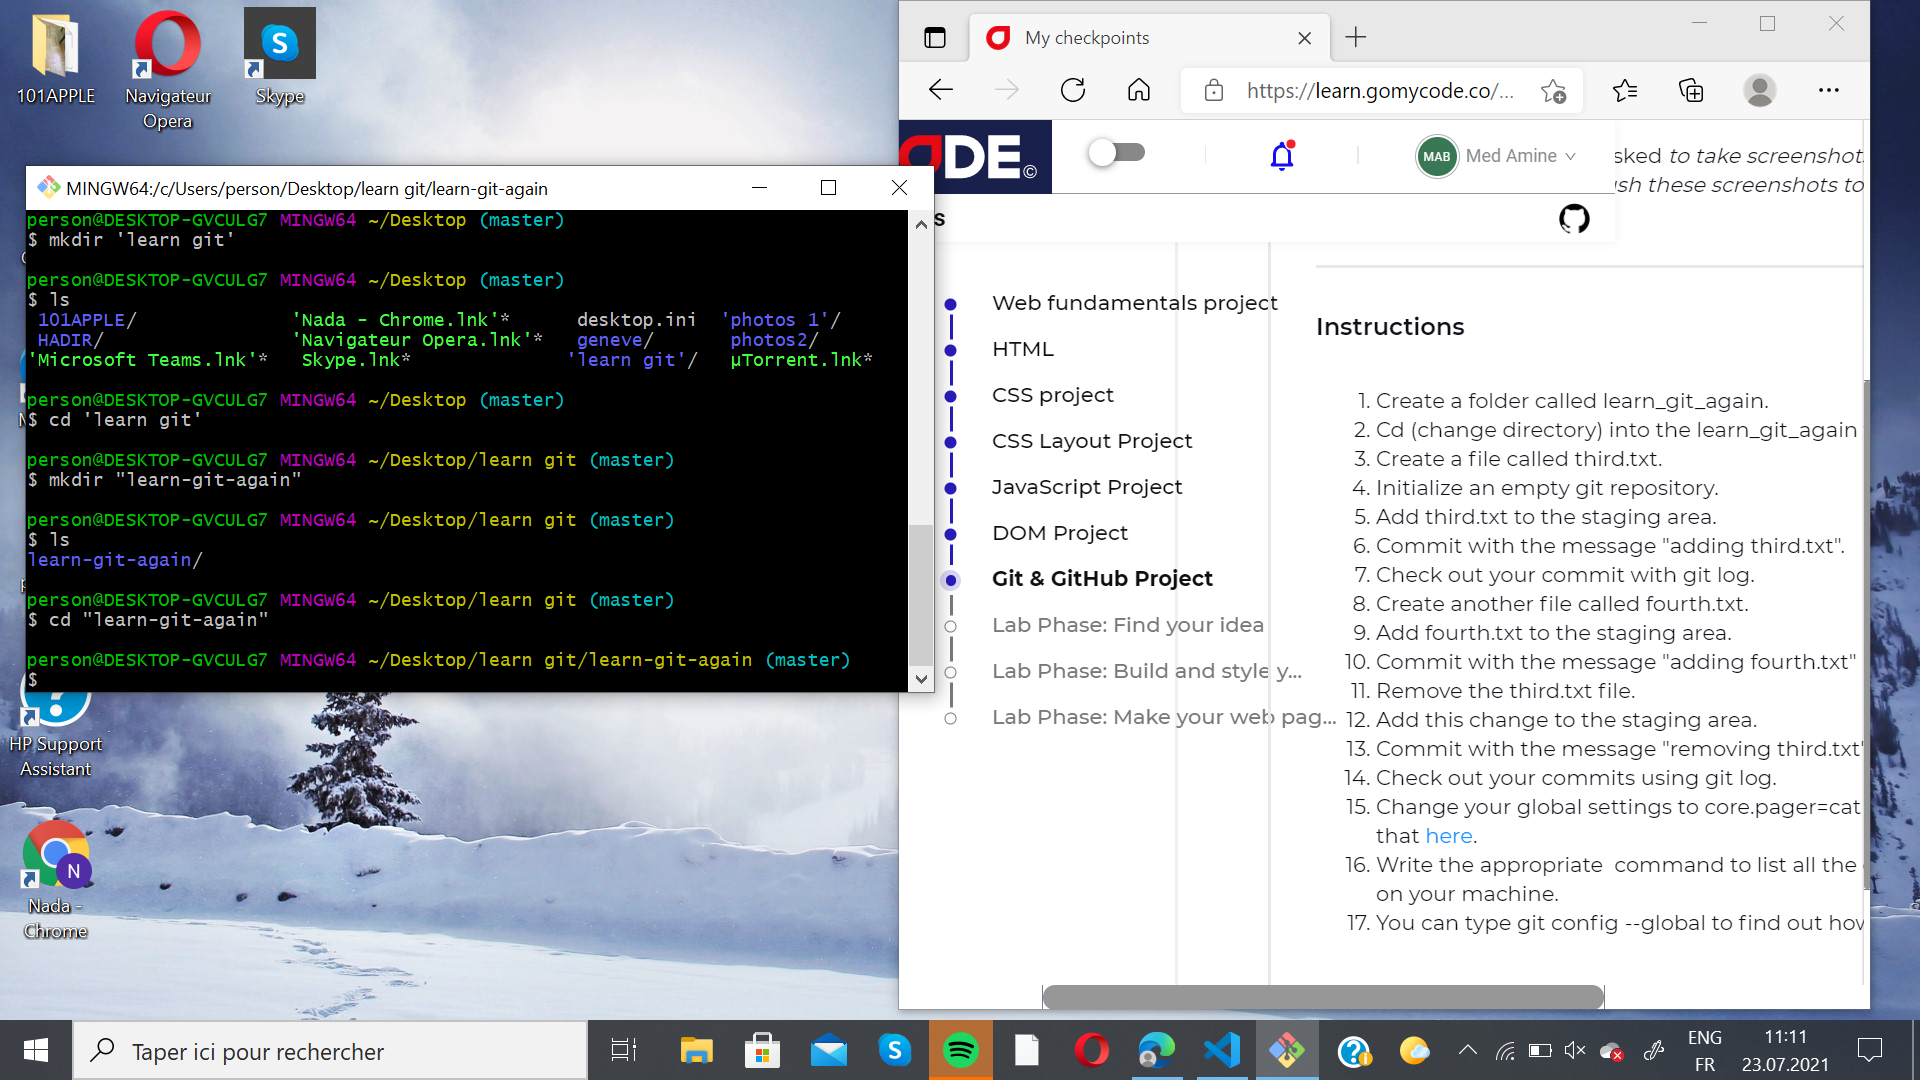 101APPLE
Navigateur
Opera
Skype
HP Support
Assistant
N
Nada -
Chrome
MINGW64:/c/Users/person/Desktop/learn git/learn-git-again
person@DESKTOP-GVCULG7 MINGW64 ~/Desktop (master)
$ mkdir 'learn git'
person@DESKTOP-GVCULG7 MINGW64 ~/Desktop (master)
$ ls
101APPLE/ 'Nada - Chrome.lnk'* desktop.ini 'photos 1'/
HADIR/ 'Navigateur Opera.lnk'* geneve/ photos2/
'Microsoft Teams.lnk'* Skype.lnk* 'learn git'/ µTorrent.lnk*
person@DESKTOP-GVCULG7 MINGW64 ~/Desktop (master)
$ cd 'learn git'
person@DESKTOP-GVCULG7 MINGW64 ~/Desktop/learn git (master)
$ mkdir "learn-git-again"
person@DESKTOP-GVCULG7 MINGW64 ~/Desktop/learn git (master)
$ ls
learn-git-again/
person@DESKTOP-GVCULG7 MINGW64 ~/Desktop/learn git (master)
$ cd "learn-git-again"
person@DESKTOP-GVCULG7 MINGW64 ~/Desktop/learn git/learn-git-again (master)
$
My checkpoints
https://learn.gomycode.co/...
DE©
MAB Med Amine
sked to take screenshot
sh these screenshots to
s
Web fundamentals project
HTML
CSS project
CSS Layout Project
JavaScript Project
DOM Project
Git & GitHub Project
Lab Phase: Find your idea
Lab Phase: Build and style y...
Lab Phase: Make your web pag...
Instructions
1. Create a folder called learn_git_again.
2. Cd (change directory) into the learn_git_again
3. Create a file called third.txt.
4. Initialize an empty git repository.
5. Add third.txt to the staging area.
6. Commit with the message "adding third.txt".
7. Check out your commit with git log.
8. Create another file called fourth.txt.
9. Add fourth.txt to the staging area.
10. Commit with the message "adding fourth.txt"
11. Remove the third.txt file.
12. Add this change to the staging area.
13. Commit with the message "removing third.txt"
14. Check out your commits using git log.
15. Change your global settings to core.pager=cat
that here.
16. Write the appropriate command to list all the
on your machine.
17. You can type git config --global to find out how
Taper ici pour rechercher
ENG
FR
11:11
23.07.2021